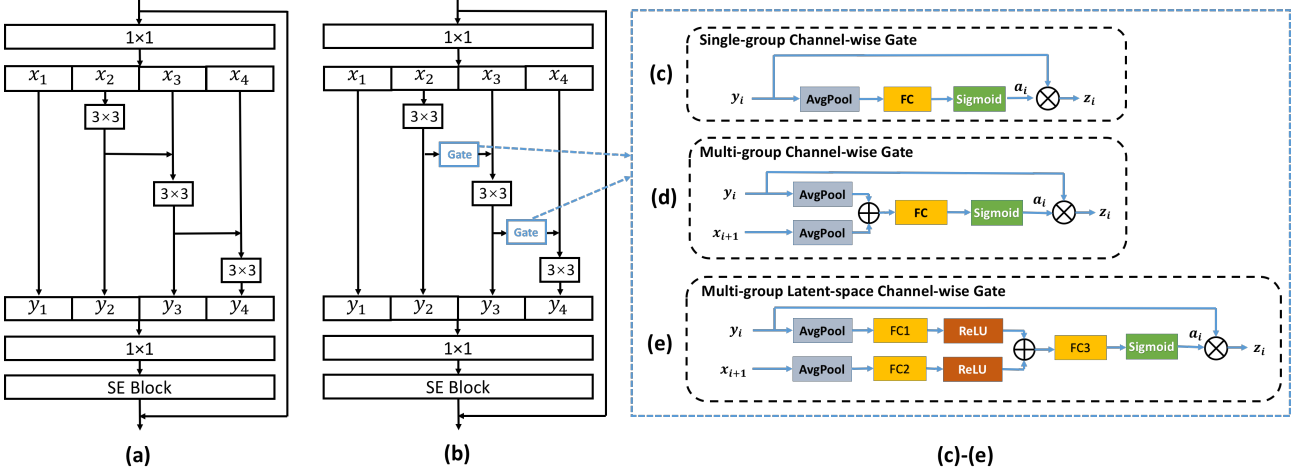 1×1
x₁ x₂ x₃ x₄
3×3
3×3
3×3
y₁ y₂ y₃ y₄
1×1
SE Block
(a)
1×1
x₁ x₂ x₃ x₄
3×3
Gate
3×3
Gate
3×3
y₁ y₂ y₃ y₄
1×1
SE Block
(b)
Single-group Channel-wise Gate
(c)
yᵢ AvgPool FC Sigmoid aᵢ zᵢ
Multi-group Channel-wise Gate
(d)
yᵢ AvgPool
FC Sigmoid aᵢ zᵢ
xᵢ₊₁ AvgPool
Multi-group Latent-space Channel-wise Gate
(e)
yᵢ AvgPool FC1 ReLU
FC3 Sigmoid aᵢ zᵢ
xᵢ₊₁ AvgPool FC2 ReLU
(c)-(e)